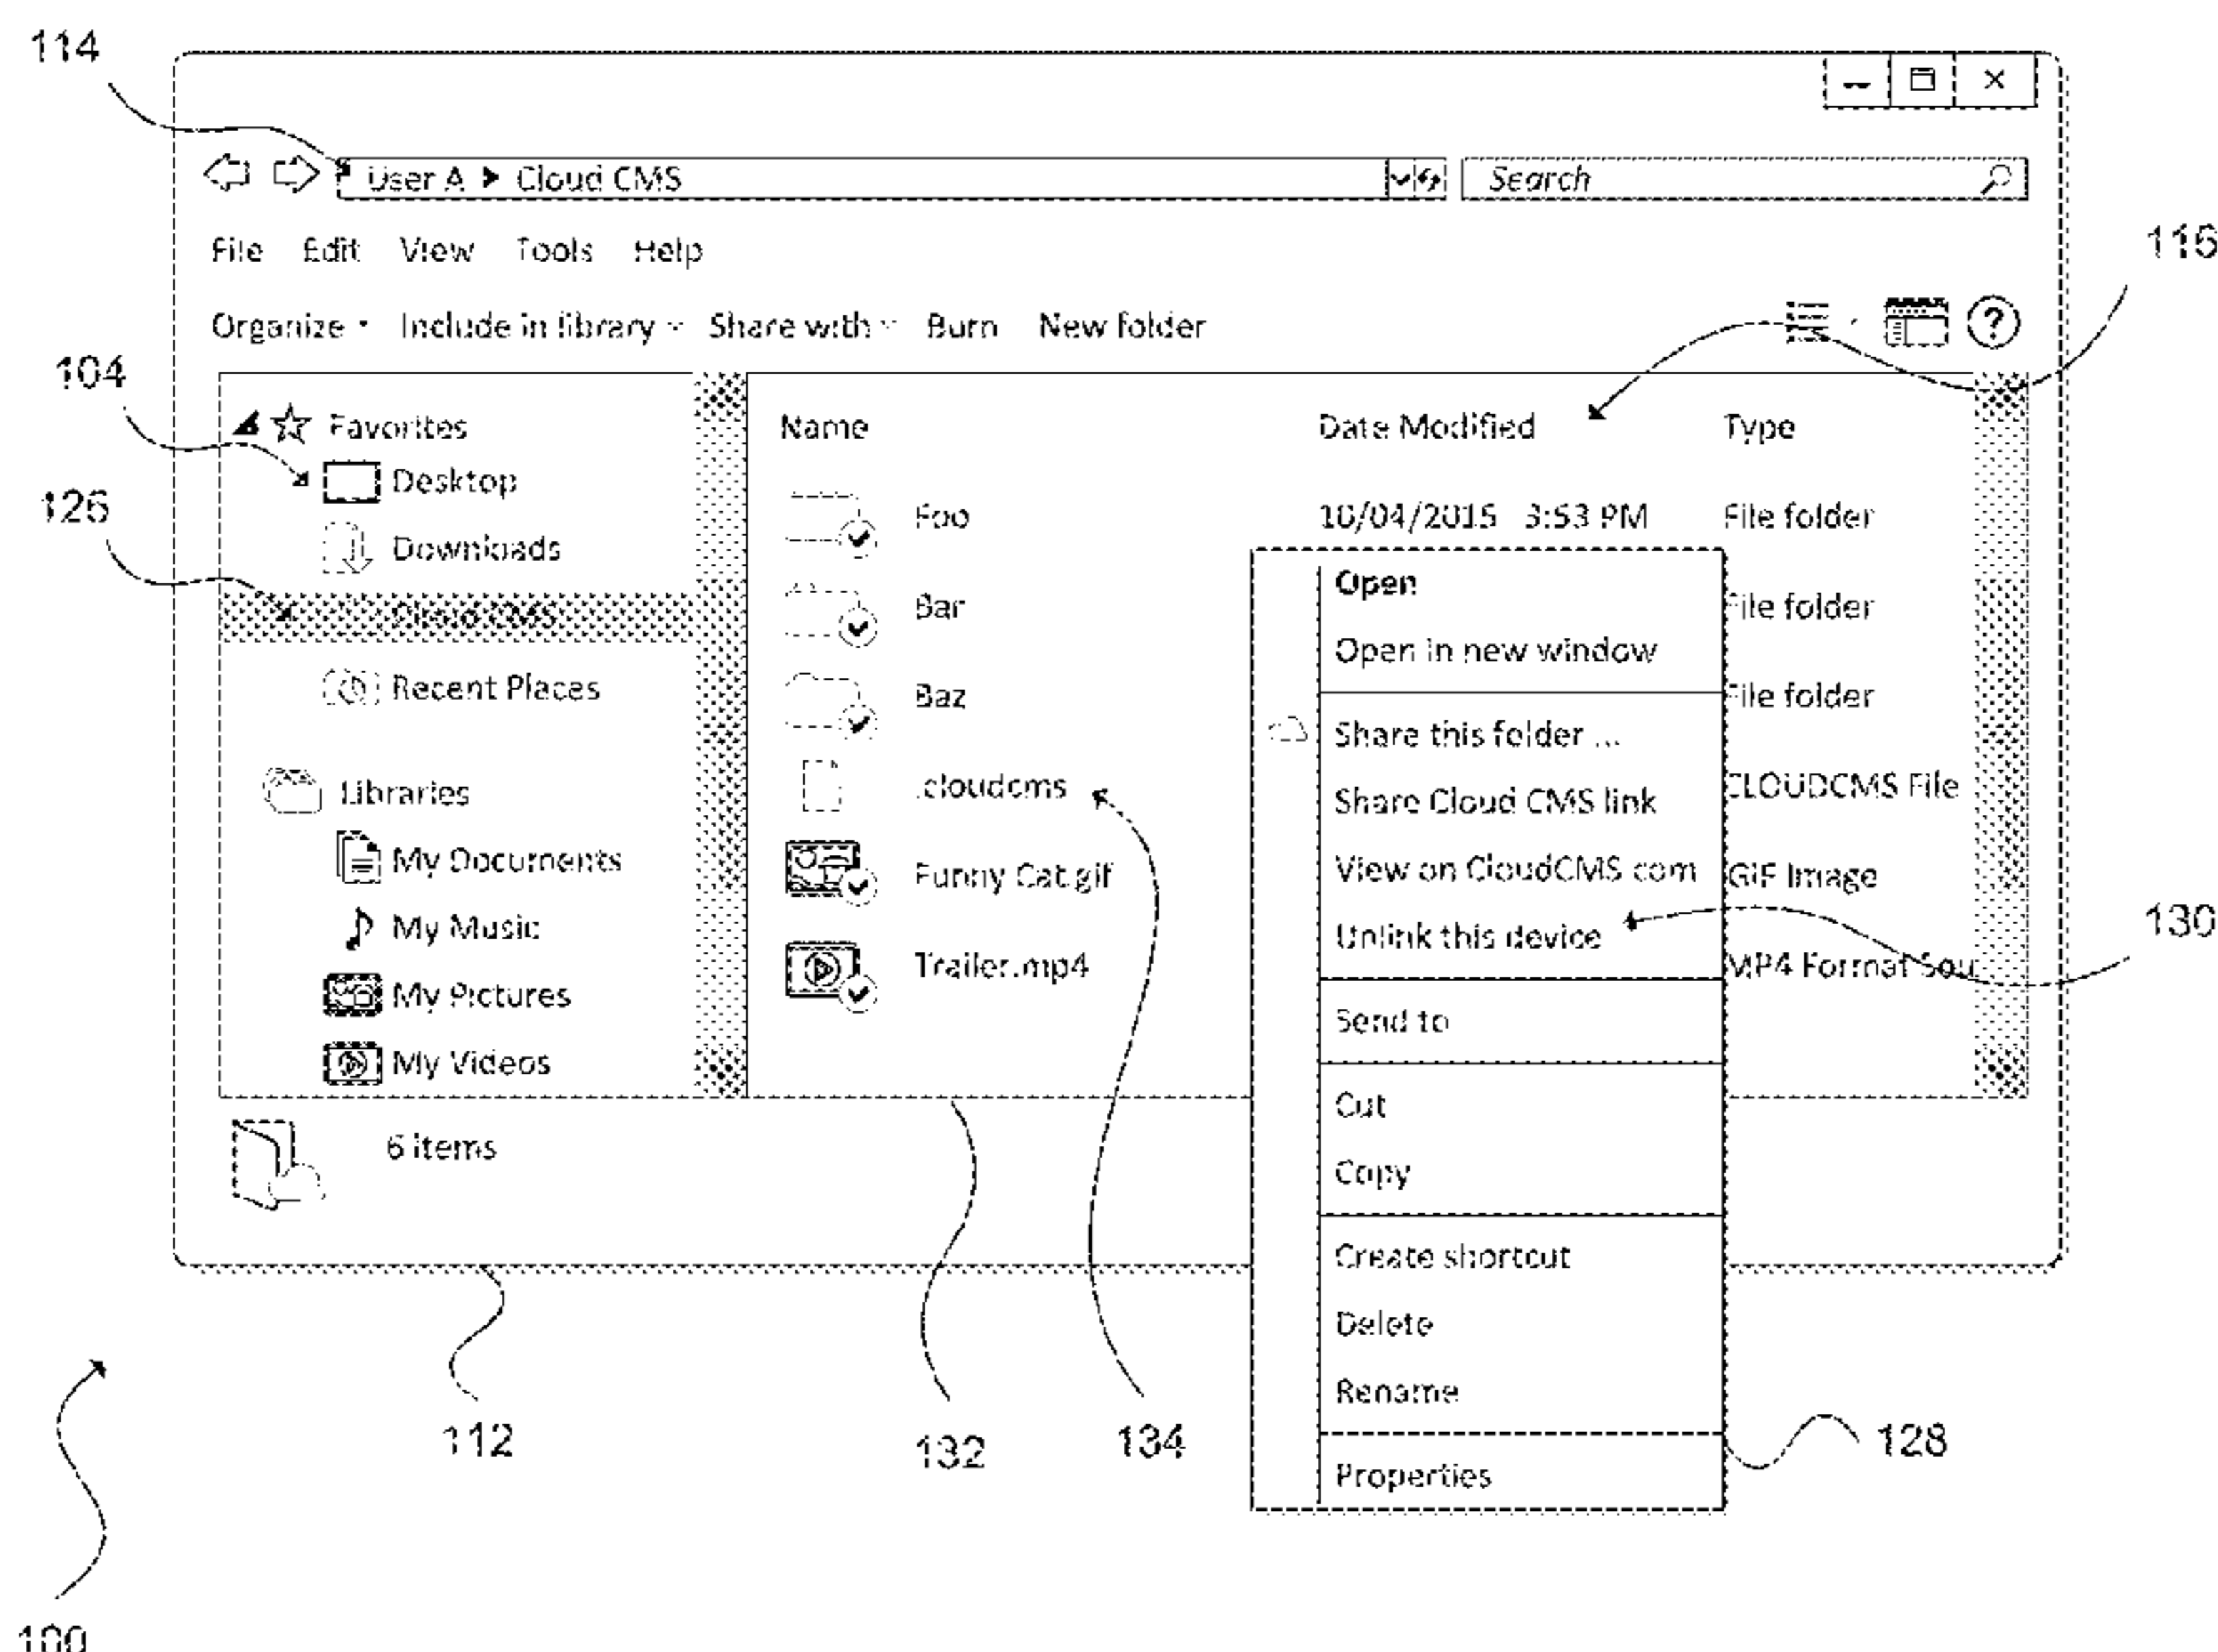 114
User A Cloud CMS Search
116
File Edit View Tools Help
Organize Include in library Share with Burn New folder ?
104
Favorites Name Date Modified Type
Desktop
126
Foo 10/04/2015 3:53 PM File folder
Downloads
Open
Cloud CMS Bar File folder
Open in new window
Recent Places Baz File folder
Share this folder ...
Libraries .cloudcms CLOUDCMS File
Share Cloud CMS link
My Documents Funny Cat.gif View on CloudCMS.com GIF Image
130
My Music Unlink this device
Trailer.mp4 MP4 Format Sou
My Pictures
Send to
My Videos
Cut
6 items
Copy
Create shortcut
Delete
Rename
112 132 134 128
Properties
100